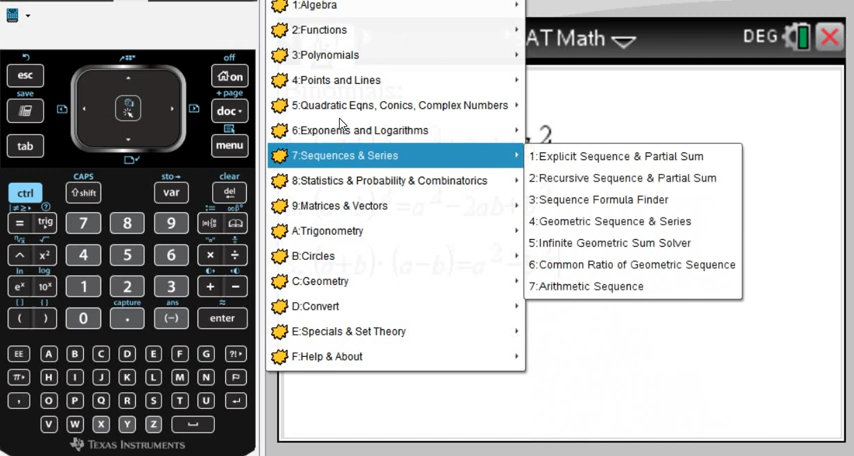 1:Algebra
2:Functions
3:Polynomials
4:Points and Lines
5:Quadratic Eqns, Conics, Complex Numbers
6:Exponents and Logarithms
7:Sequences & Series
8:Statistics & Probability & Combinatorics
9:Matrices & Vectors
A:Trigonometry
B:Circles
C:Geometry
D:Convert
E:Specials & Set Theory
F:Help & About
1:Explicit Sequence & Partial Sum
2:Recursive Sequence & Partial Sum
3:Sequence Formula Finder
4:Geometric Sequence & Series
5:Infinite Geometric Sum Solver
6:Common Ratio of Geometric Sequence
7:Arithmetic Sequence
AT Math
DEG
(a+b)·(a−b)=a²
off
esc
on
save
+ page
doc
tab
menu
CAPS
sto→
clear
ctrl
shift
var
del
= trig 7 8 9
^ x² 4 5 6 × ÷
ln log
eˣ 10ˣ 1 2 3 + −
[ ] { } capture ans ≈
( ) 0 . (−) enter
EE A B C D E F G ?!
π H I J K L M N
, O P Q R S T U
V W X Y Z
TEXAS INSTRUMENTS